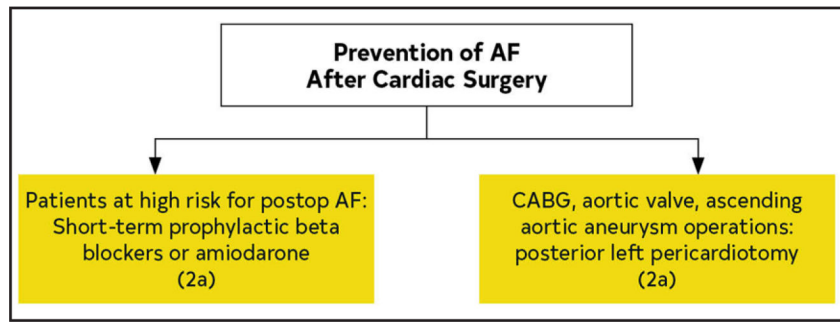 Prevention of AF
After Cardiac Surgery
Patients at high risk for postop AF:
Short-term prophylactic beta
blockers or amiodarone
(2a)
CABG, aortic valve, ascending
aortic aneurysm operations:
posterior left pericardiotomy
(2a)